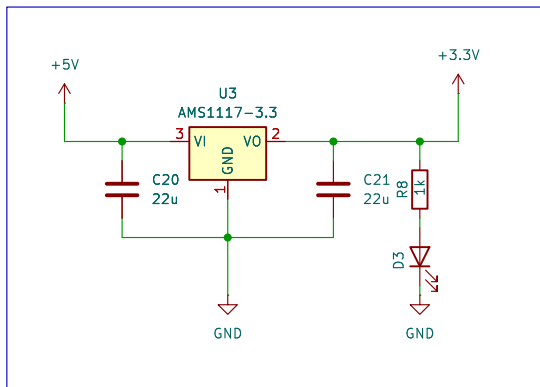 +5V
+3.3V
U3
AMS1117-3.3
3
VI
VO
2
GND
1
C20
22u
C21
22u
R8
1k
D3
GND
GND